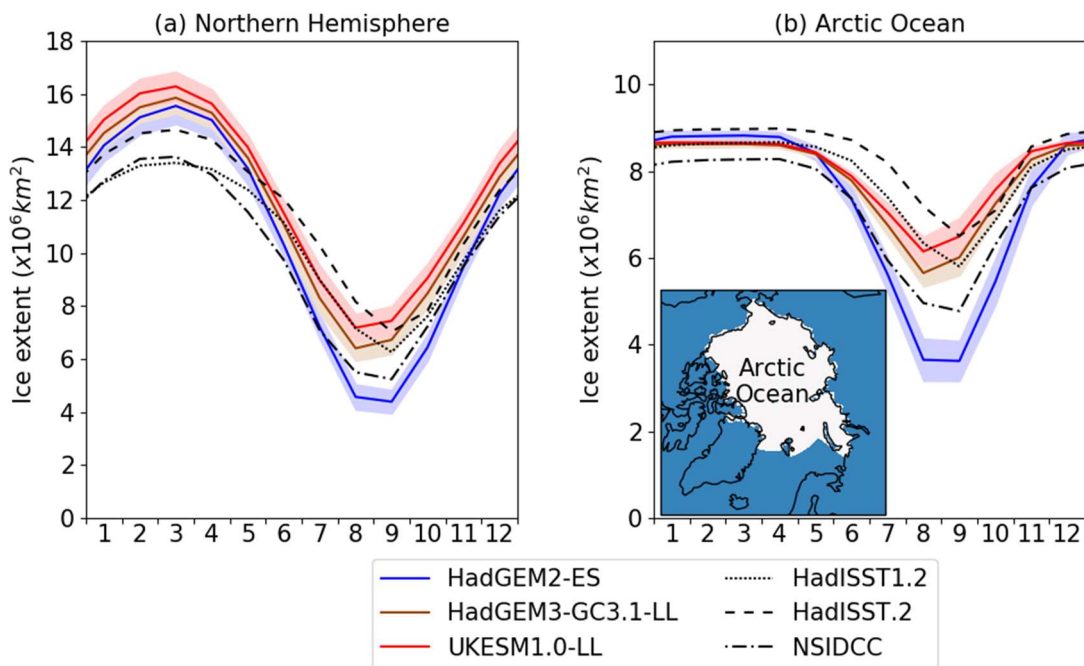 (a) Northern Hemisphere
Ice extent (x10⁶km²)
18
16
14
12
10
8
6
4
2
0
1 2 3 4 5 6 7 8 9 10 11 12
(b) Arctic Ocean
Ice extent (x10⁶km²)
10
8
6
4
2
0
Arctic
Ocean
1 2 3 4 5 6 7 8 9 10 11 12
HadGEM2-ES
HadGEM3-GC3.1-LL
UKESM1.0-LL
HadISST1.2
HadISST.2
NSIDCC